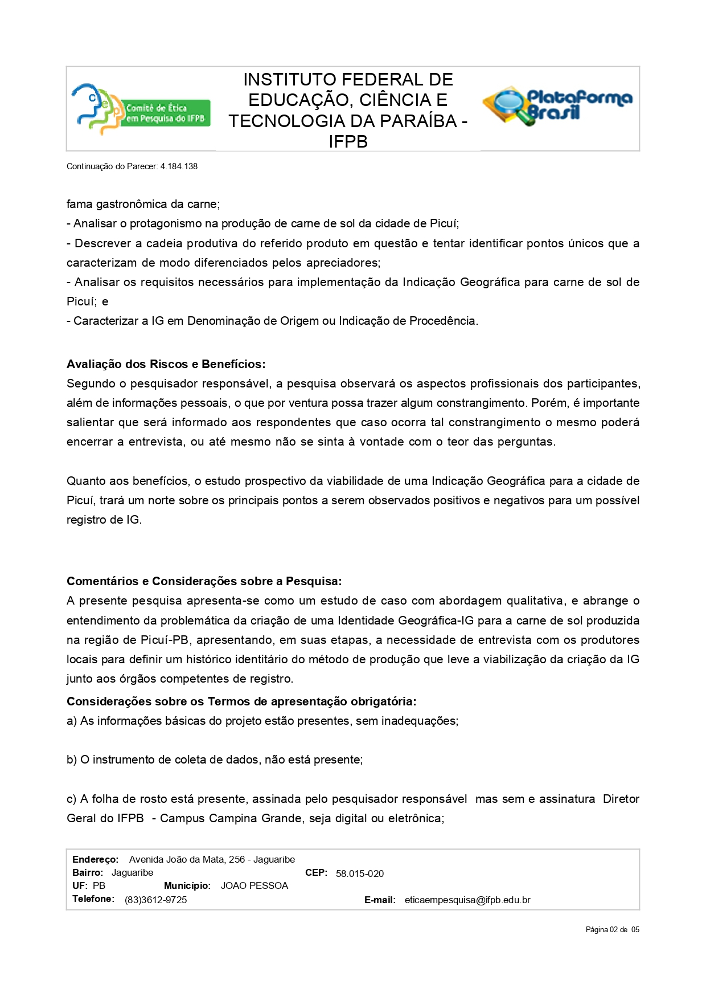 INSTITUTO FEDERAL DE
EDUCAÇÃO, CIÊNCIA E
TECNOLOGIA DA PARAÍBA -
IFPB
cep
Comitê de Ética
em Pesquisa do IFPB
Plataforma
Brasil
Continuação do Parecer: 4.184.138
fama gastronômica da carne;
- Analisar o protagonismo na produção de carne de sol da cidade de Picuí;
- Descrever a cadeia produtiva do referido produto em questão e tentar identificar pontos únicos que a
caracterizam de modo diferenciados pelos apreciadores;
- Analisar os requisitos necessários para implementação da Indicação Geográfica para carne de sol de
Picuí; e
- Caracterizar a IG em Denominação de Origem ou Indicação de Procedência.
Avaliação dos Riscos e Benefícios:
Segundo o pesquisador responsável, a pesquisa observará os aspectos profissionais dos participantes,
além de informações pessoais, o que por ventura possa trazer algum constrangimento. Porém, é importante
salientar que será informado aos respondentes que caso ocorra tal constrangimento o mesmo poderá
encerrar a entrevista, ou até mesmo não se sinta à vontade com o teor das perguntas.
Quanto aos benefícios, o estudo prospectivo da viabilidade de uma Indicação Geográfica para a cidade de
Picuí, trará um norte sobre os principais pontos a serem observados positivos e negativos para um possível
registro de IG.
Comentários e Considerações sobre a Pesquisa:
A presente pesquisa apresenta-se como um estudo de caso com abordagem qualitativa, e abrange o
entendimento da problemática da criação de uma Identidade Geográfica-IG para a carne de sol produzida
na região de Picuí-PB, apresentando, em suas etapas, a necessidade de entrevista com os produtores
locais para definir um histórico identitário do método de produção que leve a viabilização da criação da IG
junto aos órgãos competentes de registro.
Considerações sobre os Termos de apresentação obrigatória:
a) As informações básicas do projeto estão presentes, sem inadequações;
b) O instrumento de coleta de dados, não está presente;
c) A folha de rosto está presente, assinada pelo pesquisador responsável mas sem e assinatura Diretor
Geral do IFPB - Campus Campina Grande, seja digital ou eletrônica;
Endereço: Avenida João da Mata, 256 - Jaguaribe
Bairro: Jaguaribe CEP: 58.015-020
UF: PB Município: JOAO PESSOA
Telefone: (83)3612-9725 E-mail: eticaempesquisa@ifpb.edu.br
Página 02 de 05